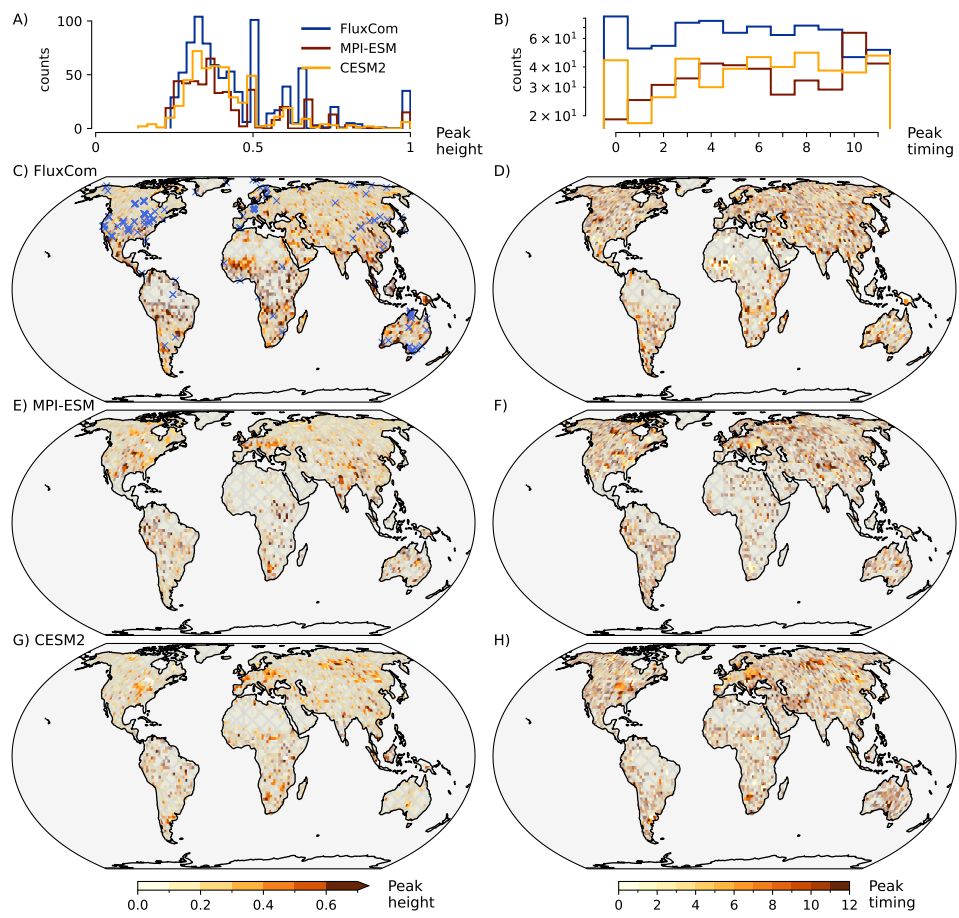 A)
counts
100
50
0
FluxCom
MPI-ESM
CESM2
0
0.5
1
Peak
height
B)
counts
6 × 10¹
4 × 10¹
3 × 10¹
2 × 10¹
0
2
4
6
8
10
Peak
timing
C) FluxCom
D)
E) MPI-ESM
F)
G) CESM2
H)
0.0
0.2
0.4
0.6
Peak
height
0
2
4
6
8
10
12
Peak
timing